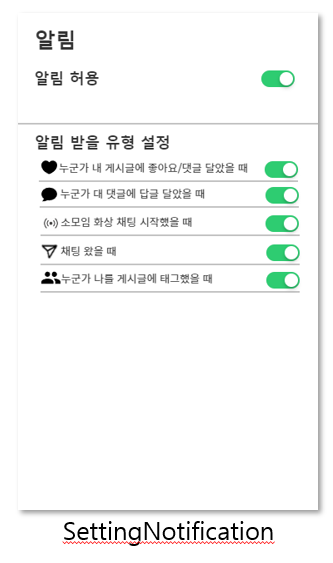 알림
알림 허용
알림 받을 유형 설정
누군가 내 게시글에 좋아요/댓글 달았을 때
누군가 대 댓글에 답글 달았을 때
소모임 화상 채팅 시작했을 때
채팅 왔을 때
누군가 나를 게시글에 태그했을 때
SettingNotification